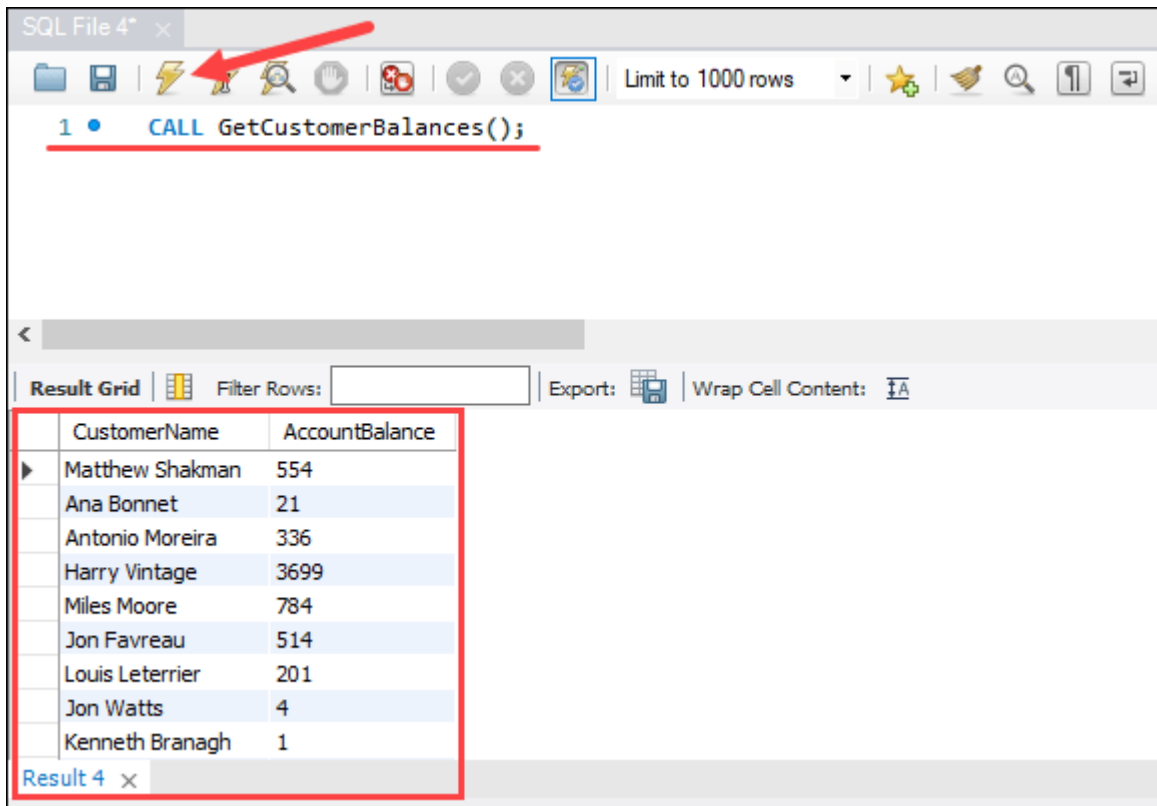 SQL File 4*
Limit to 1000 rows
1 CALL GetCustomerBalances();
Result Grid Filter Rows: Export: Wrap Cell Content: IA
CustomerName AccountBalance
Matthew Shakman 554
Ana Bonnet 21
Antonio Moreira 336
Harry Vintage 3699
Miles Moore 784
Jon Favreau 514
Louis Leterrier 201
Jon Watts 4
Kenneth Branagh 1
Result 4